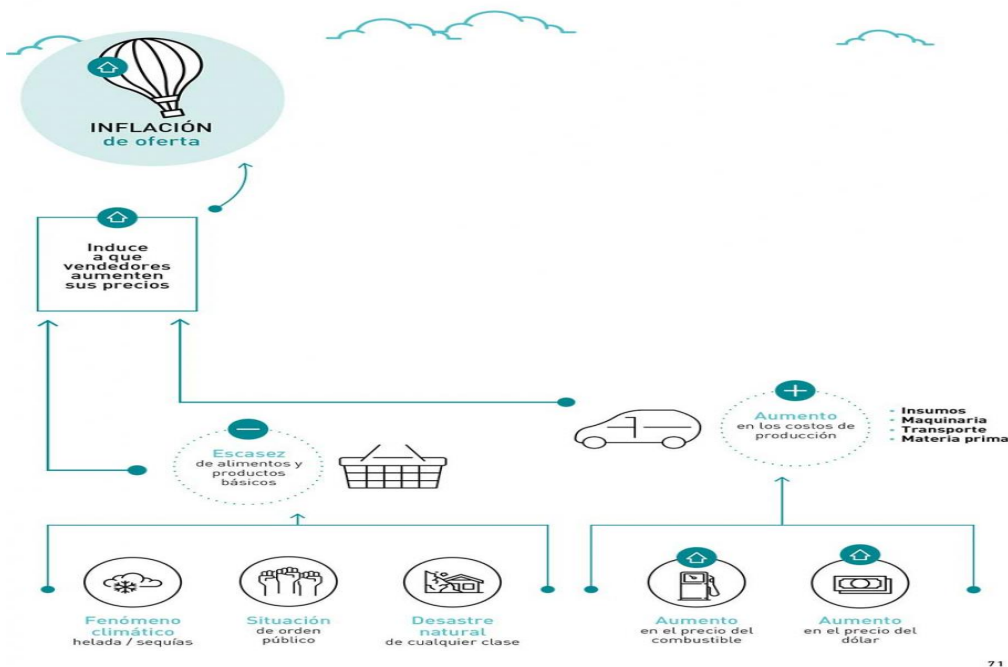 INFLACIÓN
de oferta
Induce
a que
vendedores
aumenten
sus precios
Escasez
de alimentos y
productos
básicos
Aumento
en los costos de
producción
Insumos
Maquinaria
Transporte
Materia prima
Fenómeno
climático
helada / sequías
Situación
de orden
público
Desastre
natural
de cualquier clase
Aumento
en el precio del
combustible
Aumento
en el precio del
dólar
71